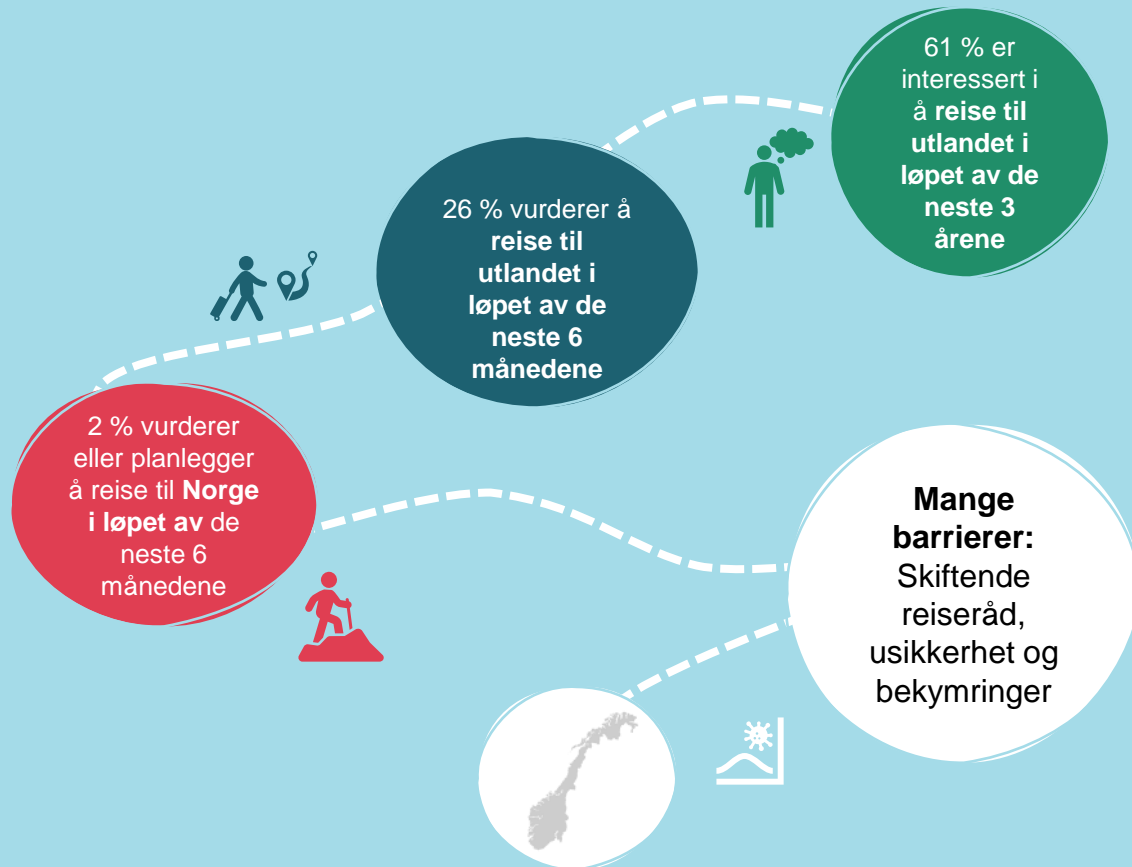 61 % er
interessert i
å reise til
utlandet i
løpet av de
neste 3
årene
26 % vurderer å
reise til
utlandet i
løpet av de
neste 6
månedene
2 % vurderer
eller planlegger
å reise til Norge
i løpet av de
neste 6
månedene
Mange
barrierer:
Skiftende
reiseråd,
usikkerhet og
bekymringer